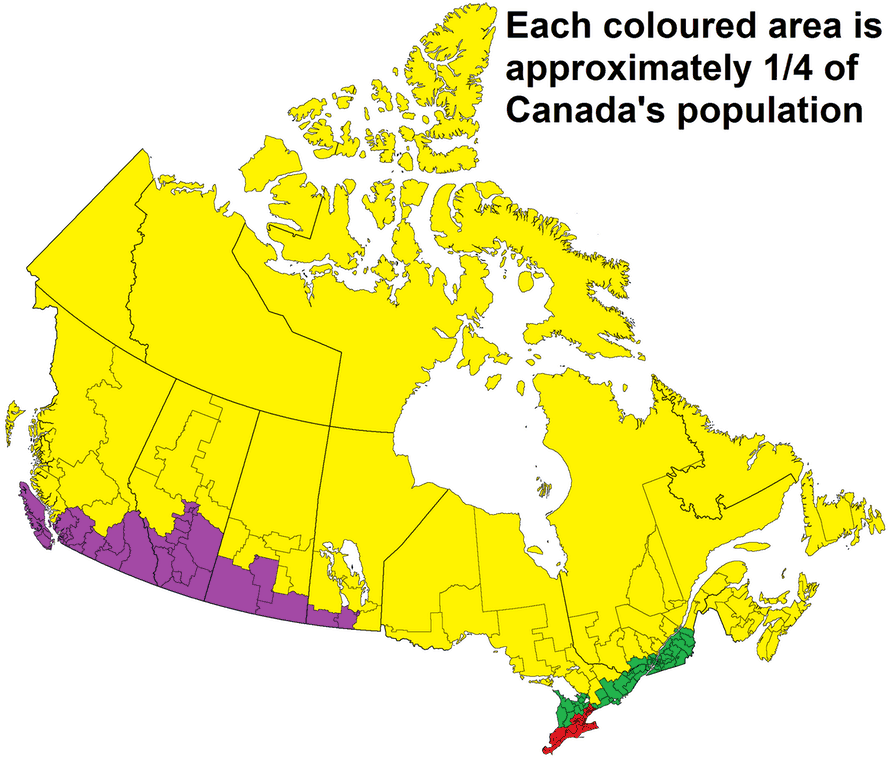 Each coloured area is
approximately 1/4 of
Canada's population